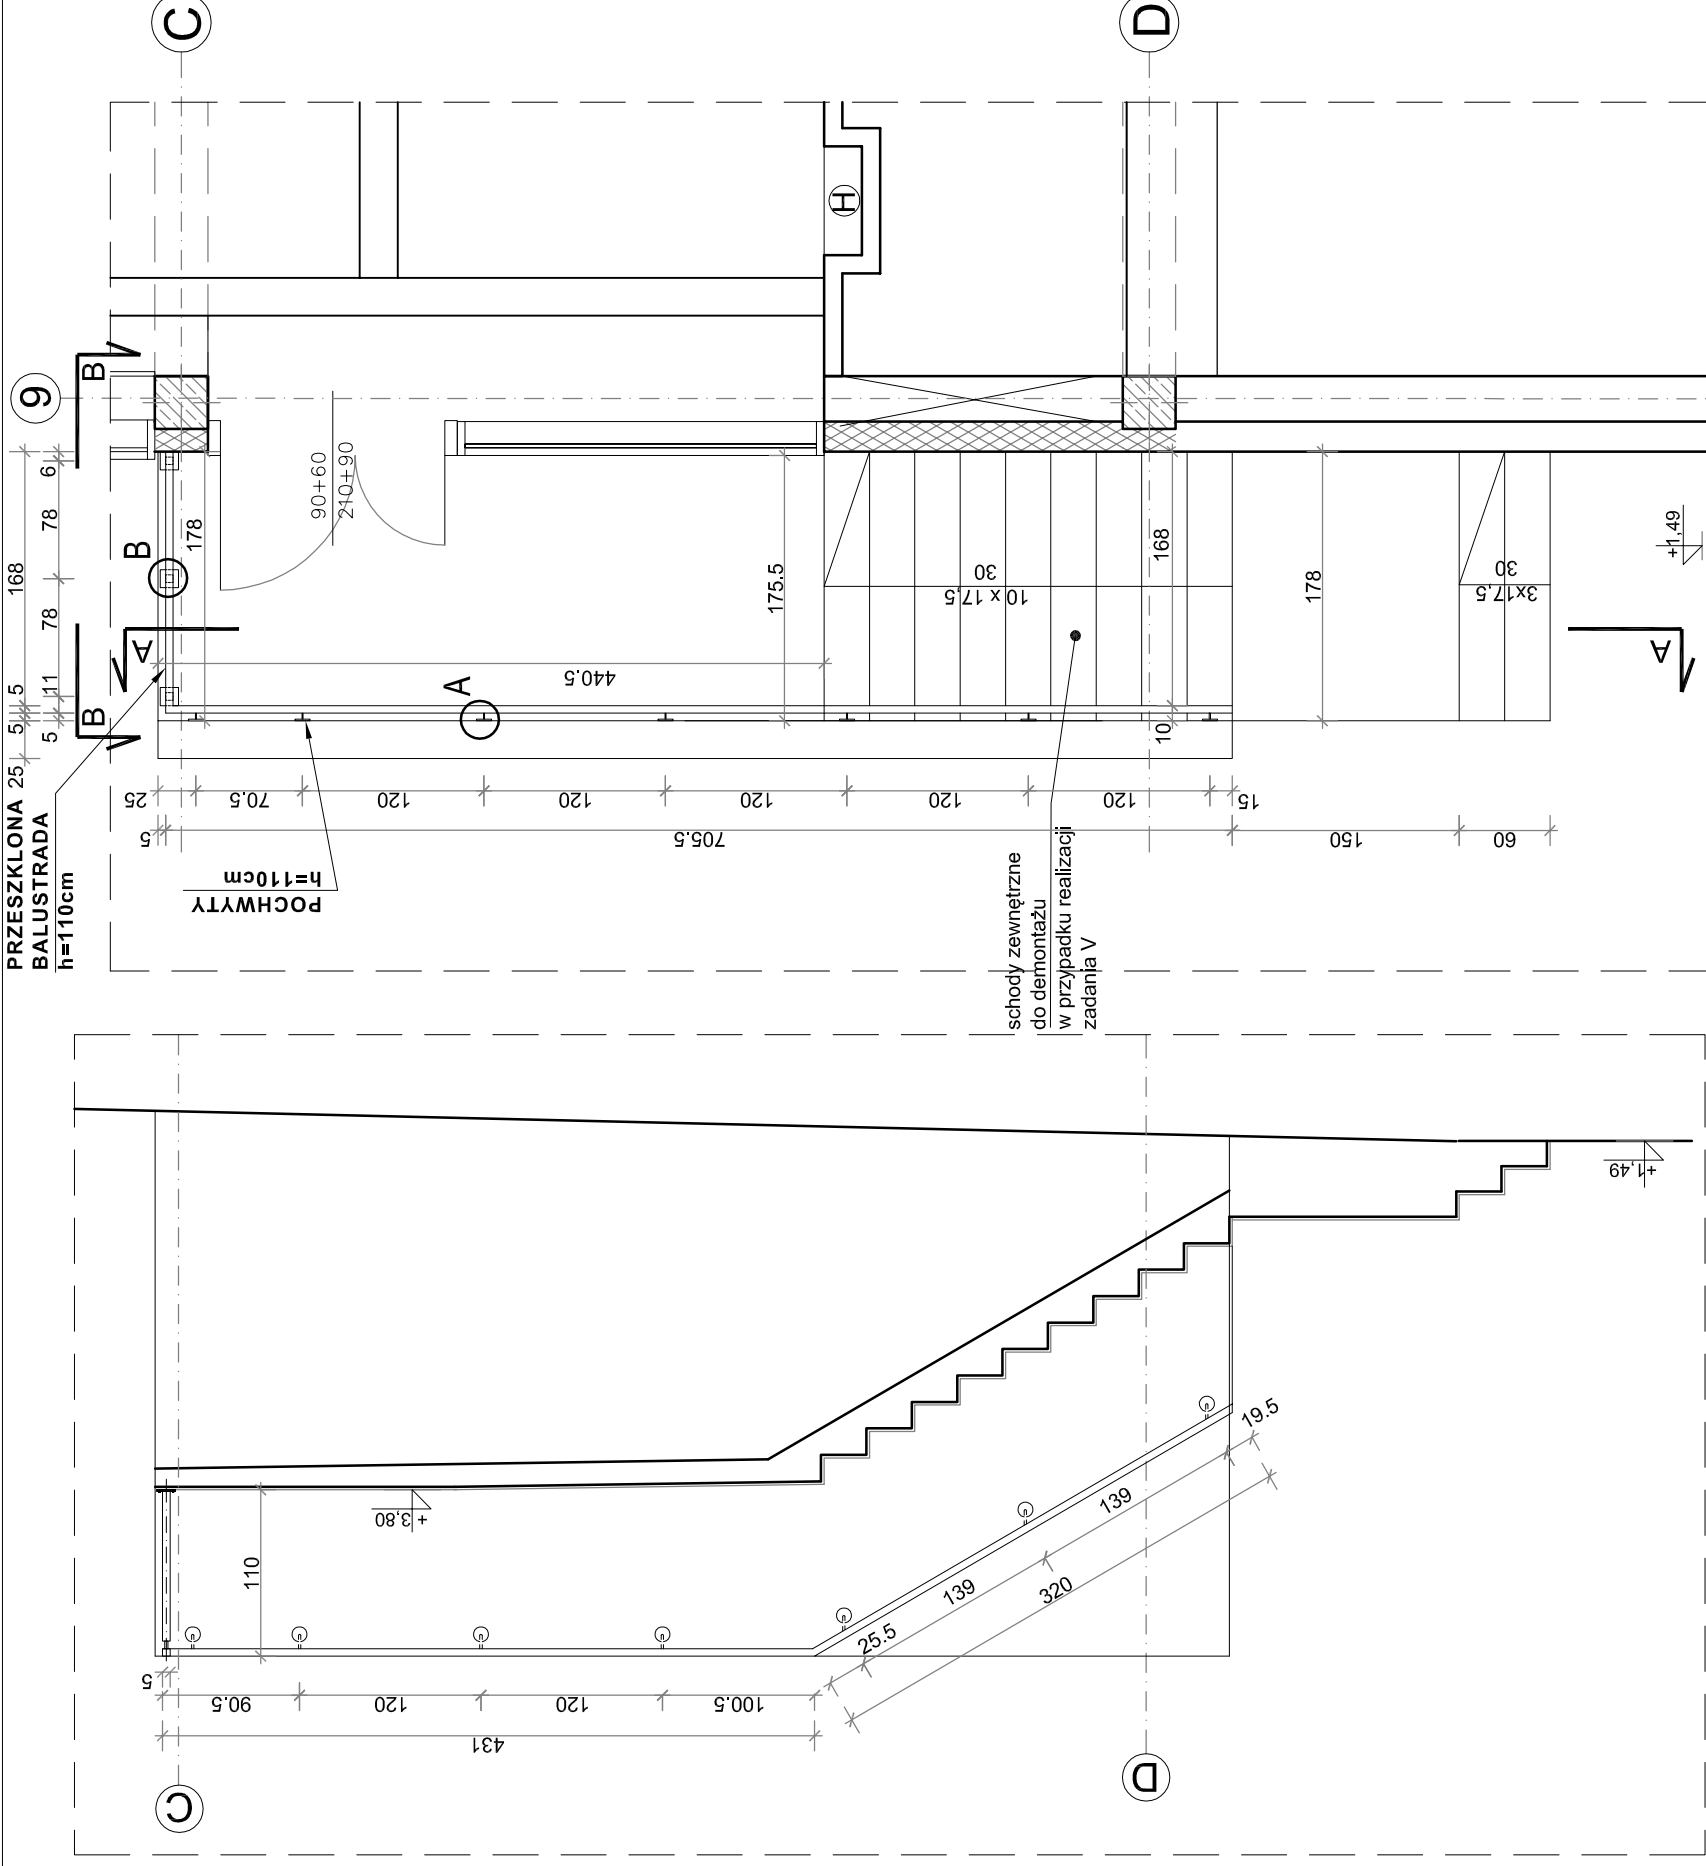 C
D
9
B
B
6
78
168
78
11
5
5
5
25
PRZESZKLONA
BALUSTRADA
h=110cm
B
A
178
90+60
210+90
H
175.5
440.5
A
10 x 17,5
30
168
10
178
3x17,5
30
+1,49
A
25
70.5
120
120
120
120
120
15
5
705.5
150
60
POCHWYTY
h=110cm
schody zewnętrzne
do demontażu
w przypadku realizacji
zadania V
+3,80
+1,49
110
5
90.5
120
120
100.5
431
25.5
139
139
19.5
320
C
D